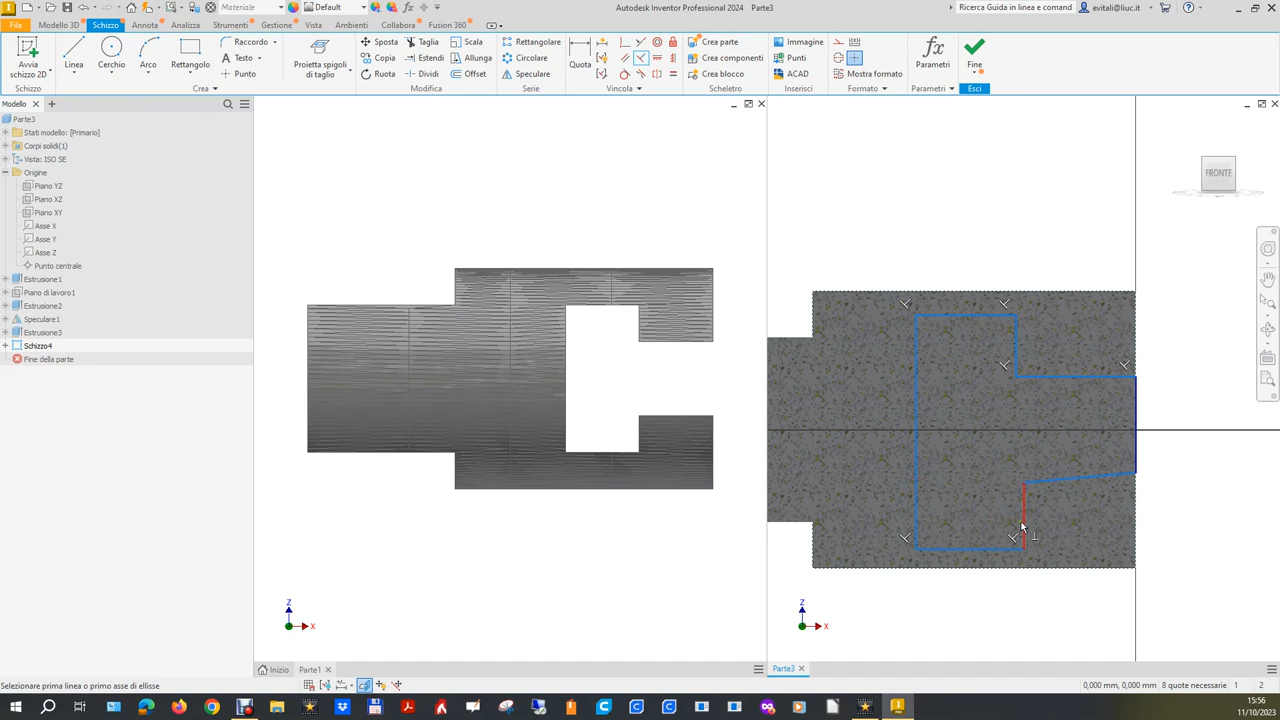 Materiale
Default
Autodesk Inventor Professional 2024   Parte3
Ricerca Guida in linea e comand
evitali@liuc.it
File
Modello 3D
Schizzo
Annota
Analizza
Strumenti
Gestione
Vista
Ambienti
Collabora
Fusion 360
Avvia
schizzo 2D
Linea
Cerchio
Arco
Rettangolo
Raccordo
Testo
Punto
Proietta spigoli
di taglio
Sposta
Copia
Ruota
Taglia
Estendi
Dividi
Scala
Allunga
Offset
Rettangolare
Circolare
Speculare
Quota
Crea parte
Crea componenti
Crea blocco
Immagine
Punti
ACAD
Mostra formato
fx
Parametri
Fine
Schizzo
Crea
Modifica
Serie
Vincola
Scheletro
Inserisci
Formato
Parametri
Esci
Modello
Parte3
Stati modello: [Primario]
Corpi solidi(1)
Vista: ISO SE
Origine
Piano YZ
Piano XZ
Piano XY
Asse X
Asse Y
Asse Z
Punto centrale
Estrusione1
Piano di lavoro1
Estrusione2
Speculare1
Estrusione3
Schizzo4
Fine della parte
FRONTE
Z
X
Z
X
Inizio
Parte1
Parte3
Selezionare prima linea o primo asse di ellisse
0,000 mm, 0,000 mm
8 quote necessarie
1
2
15:56
11/10/2023